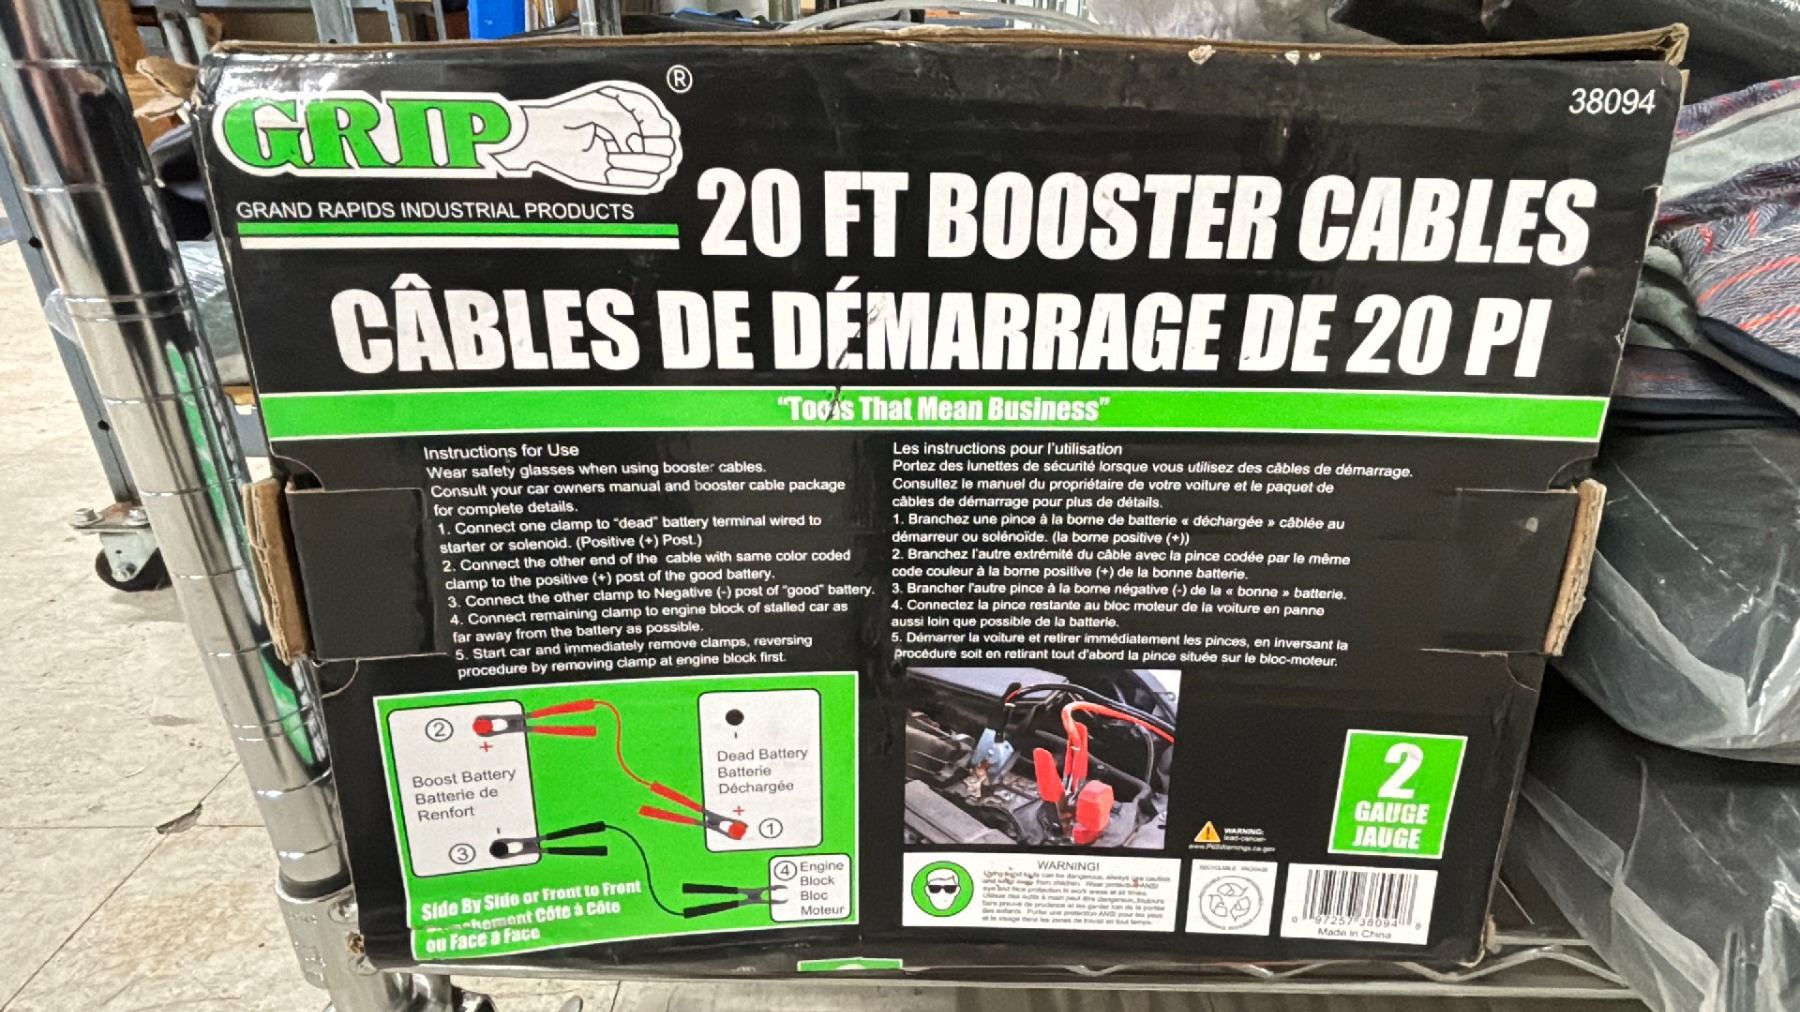 GRIP®
38094
GRAND RAPIDS INDUSTRIAL PRODUCTS
20 FT BOOSTER CABLES
CÂBLES DE DÉMARRAGE DE 20 PI
"Tools That Mean Business"
Instructions for Use
Wear safety glasses when using booster cables.
Consult your car owners manual and booster cable package
for complete details.
1. Connect one clamp to "dead" battery terminal wired to
starter or solenoid. (Positive (+) Post.)
2. Connect the other end of the cable with same color coded
clamp to the positive (+) post of the good battery.
3. Connect the other clamp to Negative (-) post of "good" battery.
4. Connect remaining clamp to engine block of stalled car as
far away from the battery as possible.
5. Start car and immediately remove clamps, reversing
procedure by removing clamp at engine block first.
Les instructions pour l'utilisation
Portez des lunettes de sécurité lorsque vous utilisez des câbles de démarrage.
Consultez le manuel du propriétaire de votre voiture et le paquet de
câbles de démarrage pour plus de détails.
1. Branchez une pince à la borne de batterie « déchargée » câblée au
démarreur ou solénoïde. (la borne positive (+))
2. Branchez l'autre extrémité du câble avec la pince codée par le même
code couleur à la borne positive (+) de la bonne batterie.
3. Brancher l'autre pince à la borne négative (-) de la « bonne » batterie.
4. Connectez la pince restante au bloc moteur de la voiture en panne
aussi loin que possible de la batterie.
5. Démarrer la voiture et retirer immédiatement les pinces, en inversant la
procédure soit en retirant tout d'abord la pince située sur le bloc-moteur.
2
+
Boost Battery
Batterie de
Renfort
-
3
-
Dead Battery
Batterie
Déchargée
+
1
4 Engine
Block
Bloc
Moteur
Side By Side or Front to Front
Côte à Côte
ou Face à Face
2
GAUGE
JAUGE
WARNING:
lead-cancer-
www.P65Warnings.ca.gov
WARNING!
RECYCLABLE PACKAGE
0 97257 38094 8
Made In China